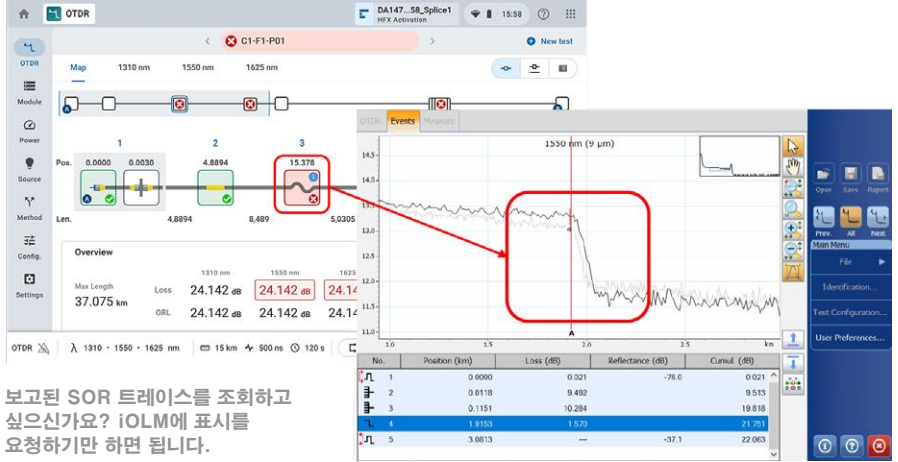 OTDR
DA147...58_Splice1
HFX Activation
15:58
C1-F1-P01
New test
OTDR
Module
Power
Source
Method
Config.
Settings
Map 1310 nm 1550 nm 1625 nm
1 2 3
Pos. 0.0000 0.0030 4.8894 15.378
A
Len. 4,8894 8,489 5,0305
Overview
1310 nm 1550 nm 1625
Max Length
37.075 km
Loss 24.142 dB 24.142 dB 24.14
ORL 24.142 dB 24.142 dB 24.14
OTDR λ 1310 · 1550 · 1625 nm 15 km 500 ns 120 s
보고된 SOR 트레이스를 조회하고
싶으신가요? iOLM에 표시를
요청하기만 하면 됩니다.
OTDR Events Measure
1550 nm (9 µm)
14.5
14.0
13.5
13.0
12.5
12.0
11.5
11.0
4
A
1.0 1.5 2.0 2.5 km
No. Position (km) Loss (dB) Reflectance (dB) Cumul. (dB)
1 0.0000 0.021 -76.0 0.021
2 0.0118 9.492 9.513
3 0.1151 10.284 19.818
4 1.9153 1.570 21.751
5 3.0813 --- -37.1 22.063
Open Save Report
Prev. All Next
Main Menu
File
Identification...
Test Configuration...
User Preferences...